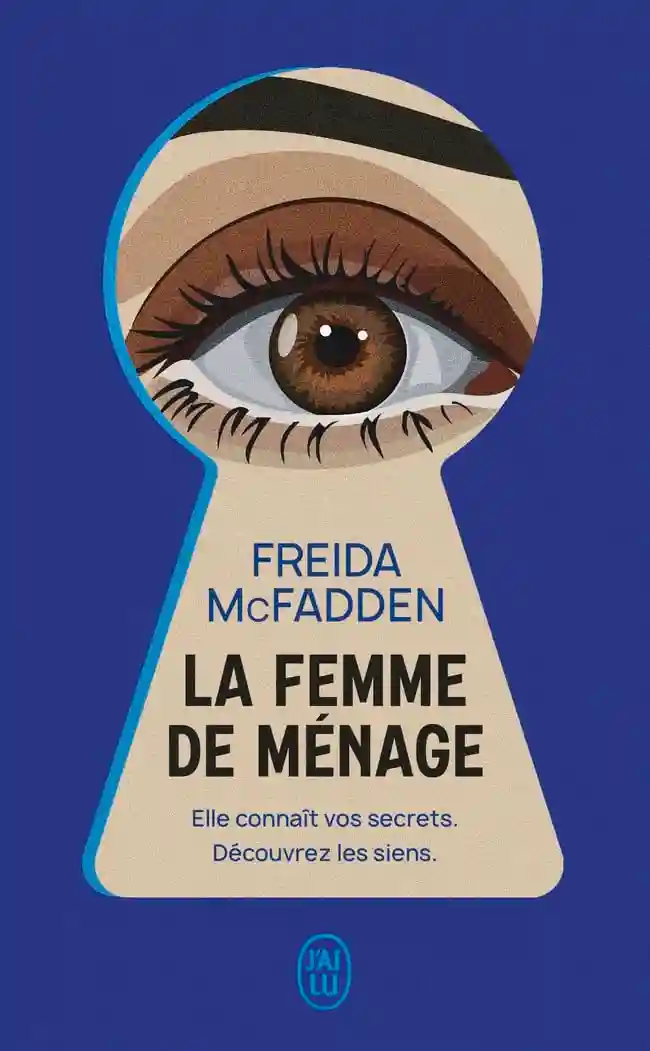 FREIDA
McFADDEN
LA FEMME
DE MÉNAGE
Elle connaît vos secrets.
Découvrez les siens.
J'AI
LU